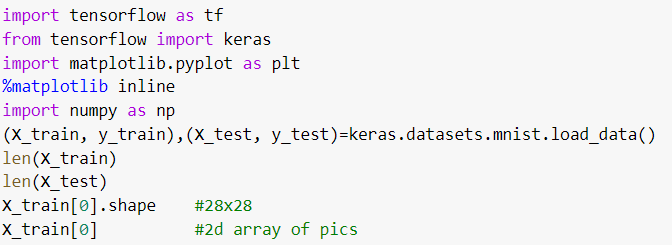 import tensorflow as tf
from tensorflow import keras
import matplotlib.pyplot as plt
%matplotlib inline
import numpy as np
(X_train, y_train),(X_test, y_test)=keras.datasets.mnist.load_data()
len(X_train)
len(X_test)
X_train[0].shape    #28x28
X_train[0]          #2d array of pics